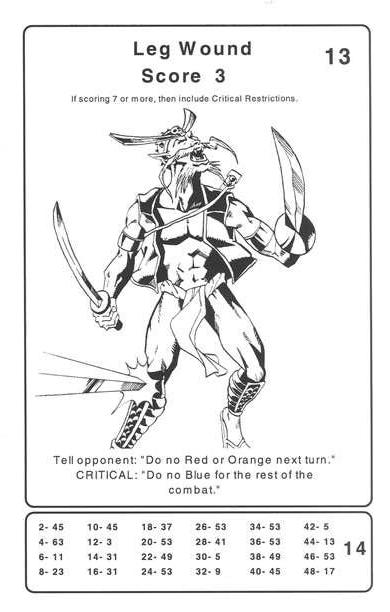 Leg Wound
Score 3
13
If scoring 7 or more, then include Critical Restrictions.
Tell opponent: "Do no Red or Orange next turn."
CRITICAL: "Do no Blue for the rest of the
combat."
2- 45 10- 45 18- 37 26- 53 34- 53 42- 5
4- 63 12- 3 20- 53 28- 41 36- 53 44- 13
6- 11 14- 31 22- 49 30- 5 38- 49 46- 53
8- 23 16- 31 24- 53 32- 9 40- 45 48- 17
14